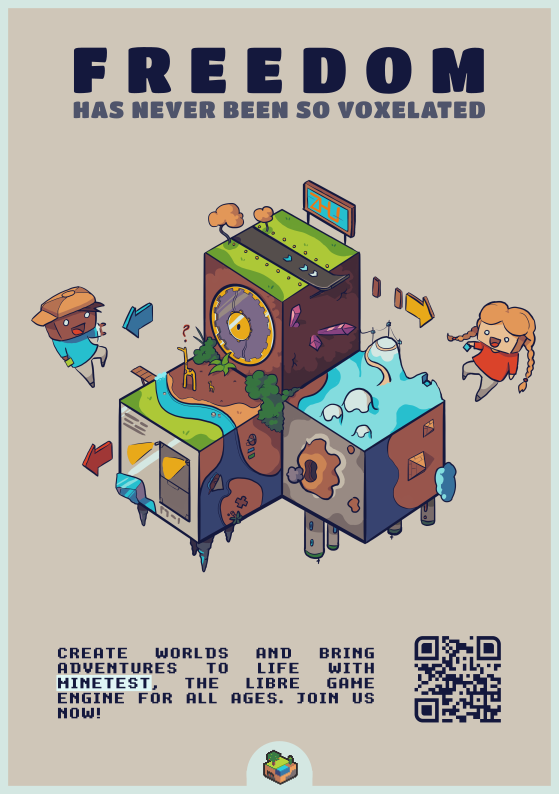 FREEDOM
HAS NEVER BEEN SO VOXELATED
?
CREATE WORLDS AND BRING
ADVENTURES TO LIFE WITH
MINETEST, THE LIBRE GAME
ENGINE FOR ALL AGES. JOIN US
NOW!